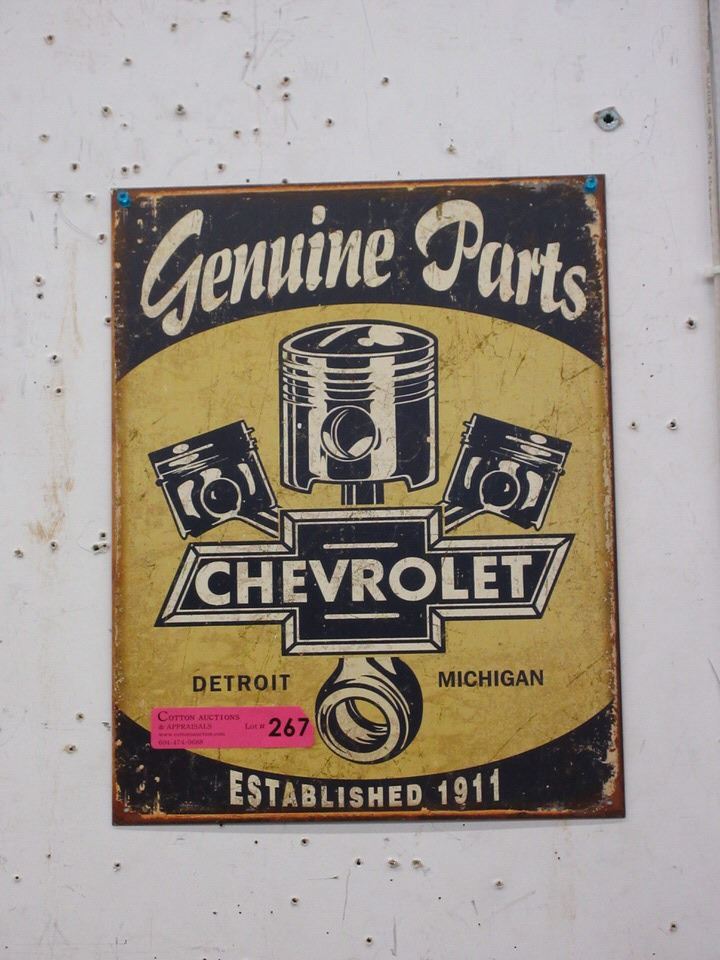 Genuine Parts
CHEVROLET
DETROIT MICHIGAN
COTTON AUCTIONS
& APPRAISALS
Lot # 267
ESTABLISHED 1911